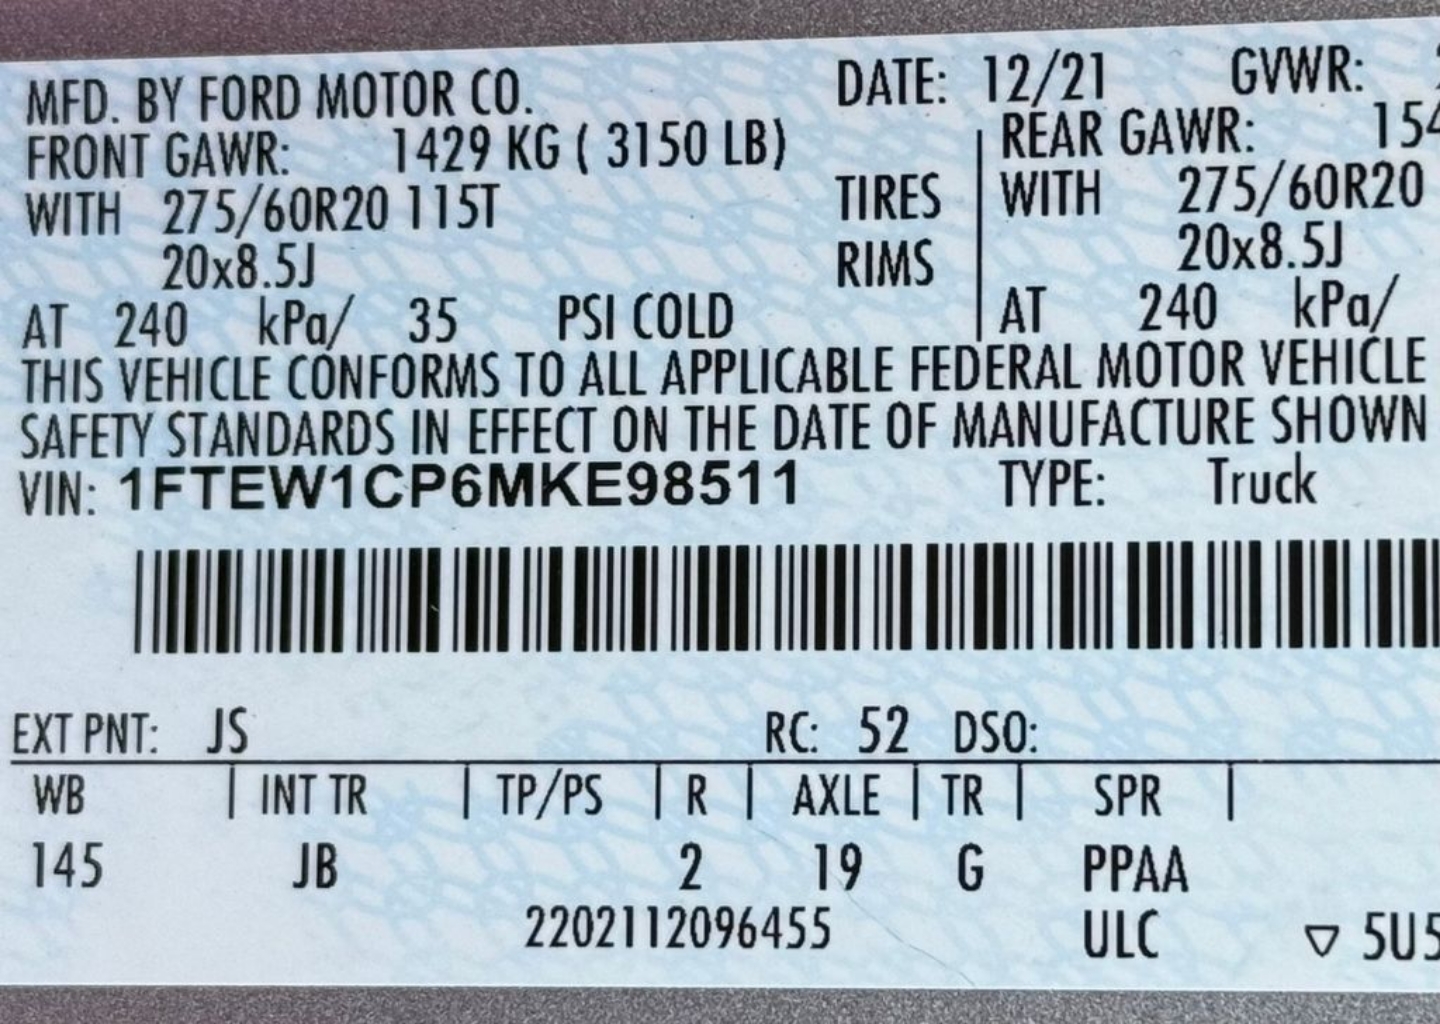 MFD. BY FORD MOTOR CO. DATE: 12/21 GVWR:
FRONT GAWR: 1429 KG ( 3150 LB) REAR GAWR: 154
WITH 275/60R20 115T TIRES WITH 275/60R20
20x8.5J RIMS 20x8.5J
AT 240 kPa/ 35 PSI COLD AT 240 kPa/
THIS VEHICLE CONFORMS TO ALL APPLICABLE FEDERAL MOTOR VEHICLE
SAFETY STANDARDS IN EFFECT ON THE DATE OF MANUFACTURE SHOWN
VIN: 1FTEW1CP6MKE98511 TYPE: Truck
EXT PNT: JS RC: 52 DSO:
WB | INT TR | TP/PS | R | AXLE | TR | SPR |
145 JB 2 19 G PPAA
2202112096455 ULC ▽ 5U5